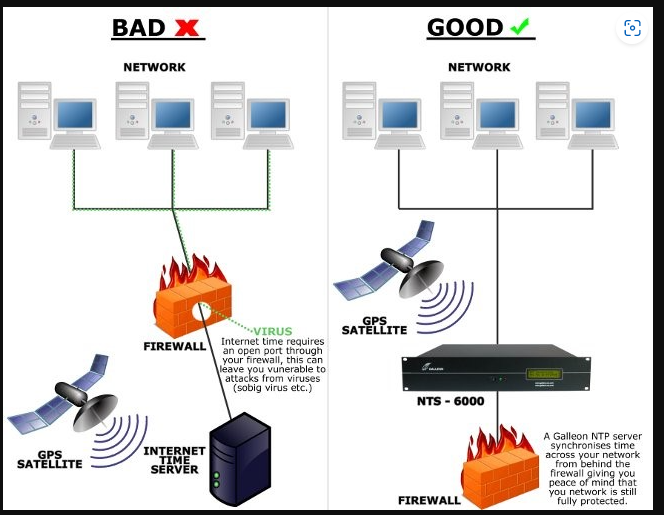 BAD
NETWORK
VIRUS
Internet time requires
an open port through
your firewall, this can
leave you vunerable to
attacks from viruses
(sobig virus etc.)
FIREWALL
GPS
SATELLITE
INTERNET
TIME
SERVER
GOOD
NETWORK
GPS
SATELLITE
GALLEON
NTS - 6000
FIREWALL
A Galleon NTP server
synchronises time
across your network
from behind the
firewall giving you
peace of mind that
you network is still
fully protected.